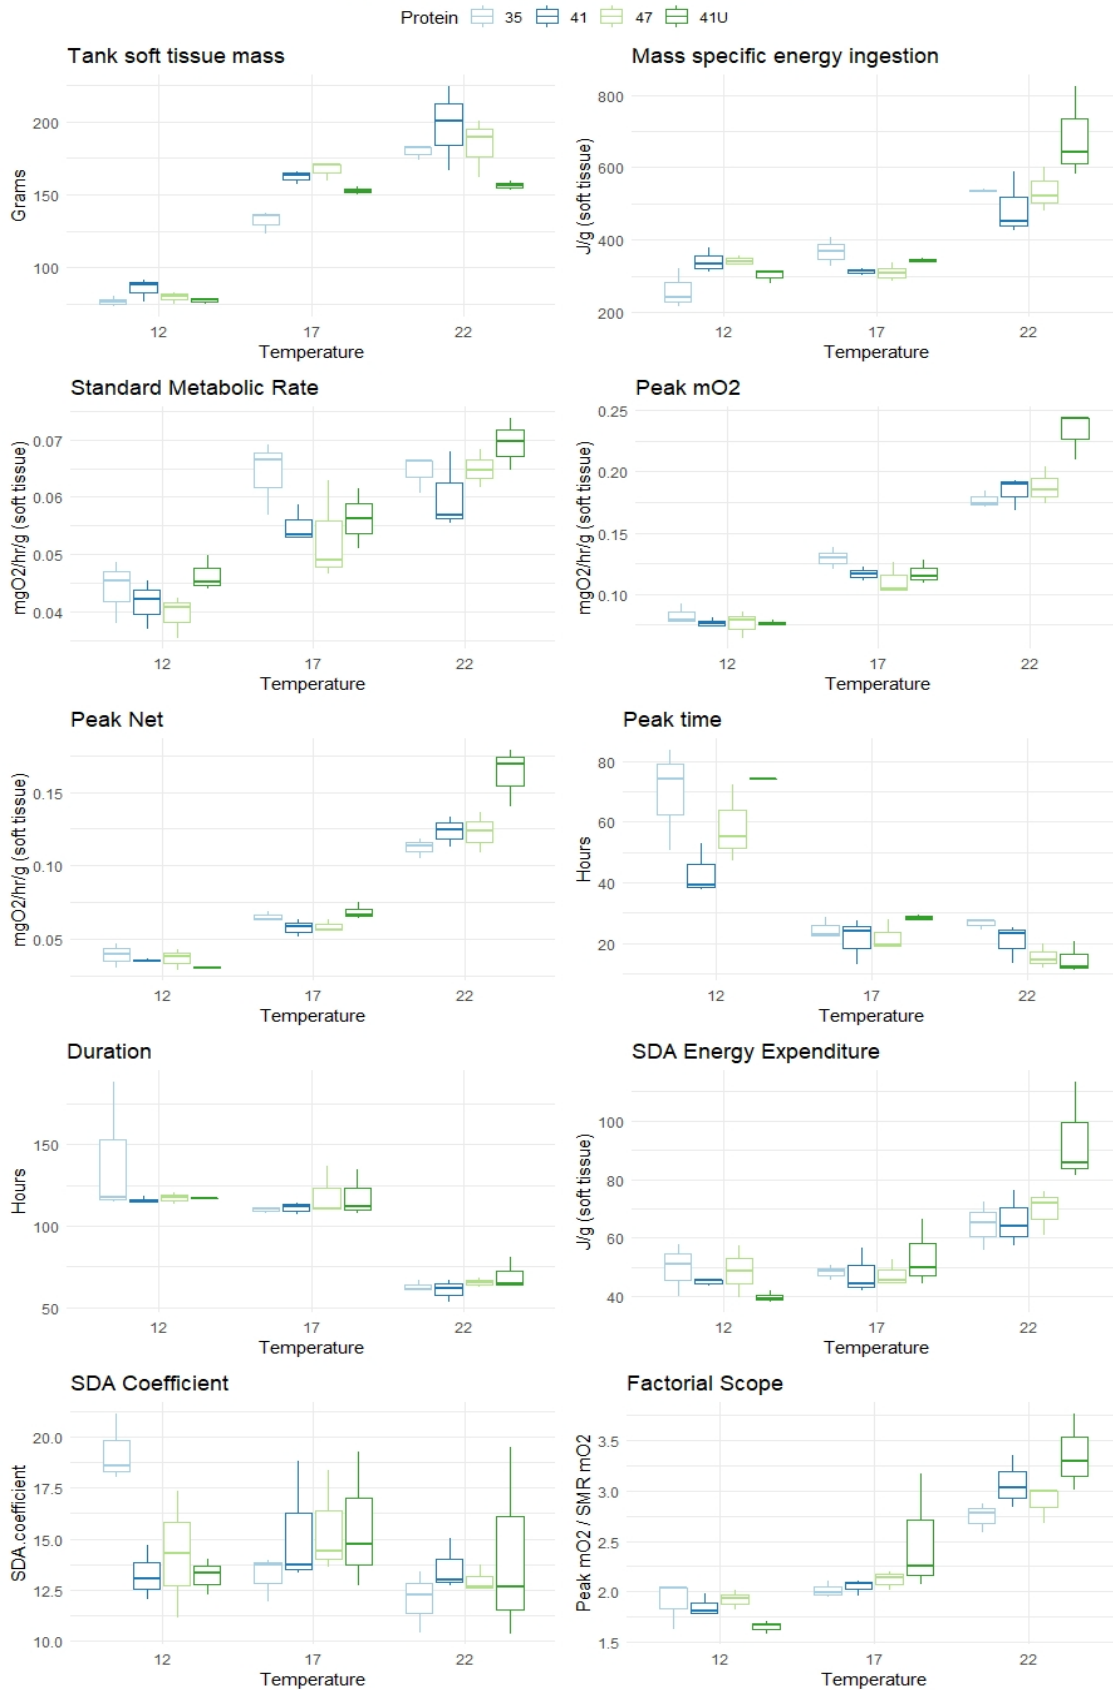 Protein 35 41 47 41U
Tank soft tissue mass
Grams
200
150
100
12 17 22
Temperature
Mass specific energy ingestion
J/g (soft tissue)
800
600
400
200
12 17 22
Temperature
Standard Metabolic Rate
mgO2/hr/g (soft tissue)
0.07
0.06
0.05
0.04
12 17 22
Temperature
Peak mO2
mgO2/hr/g (soft tissue)
0.25
0.20
0.15
0.10
12 17 22
Temperature
Peak Net
mgO2/hr/g (soft tissue)
0.15
0.10
0.05
12 17 22
Temperature
Peak time
Hours
80
60
40
20
12 17 22
Temperature
Duration
Hours
150
100
50
12 17 22
Temperature
SDA Energy Expenditure
J/g (soft tissue)
100
80
60
40
12 17 22
Temperature
SDA Coefficient
SDA.coefficient
20.0
17.5
15.0
12.5
10.0
12 17 22
Temperature
Factorial Scope
Peak mO2 / SMR mO2
3.5
3.0
2.5
2.0
1.5
12 17 22
Temperature